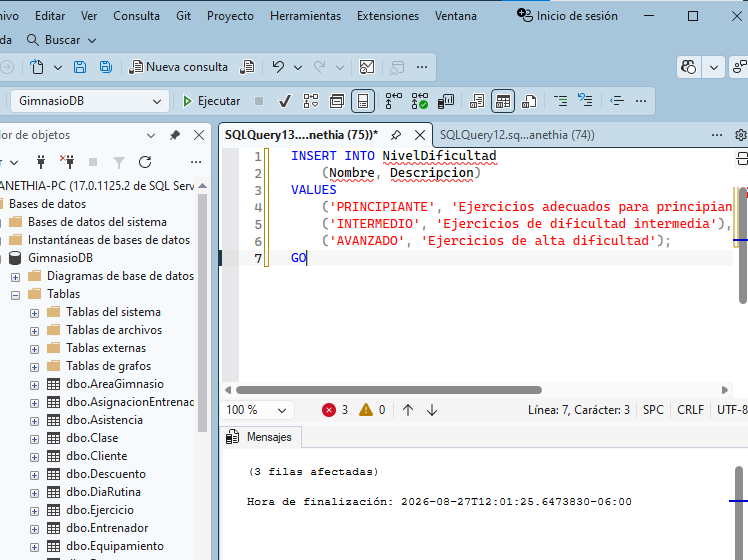 Editar Ver Consulta Git Proyecto Herramientas Extensiones Ventana Inicio de sesión
Buscar
Nueva consulta
GimnasioDB Ejecutar
SQLQuery13....nethia (75))* SQLQuery12.sq...anethia (74))
1 INSERT INTO NivelDificultad
2 (Nombre, Descripcion)
3 VALUES
4 ('PRINCIPIANTE', 'Ejercicios adecuados para principian
5 ('INTERMEDIO', 'Ejercicios de dificultad intermedia'),
6 ('AVANZADO', 'Ejercicios de alta dificultad');
7 GO
dor de objetos
ANETHIA-PC (17.0.1125.2 de SQL Serv
Bases de datos
Bases de datos del sistema
Instantáneas de bases de datos
GimnasioDB
Diagramas de base de datos
Tablas
Tablas del sistema
Tablas de archivos
Tablas externas
Tablas de grafos
dbo.AreaGimnasio
dbo.AsignacionEntrenad
dbo.Asistencia
dbo.Clase
dbo.Cliente
dbo.Descuento
dbo.DiaRutina
dbo.Ejercicio
dbo.Entrenador
dbo.Equipamiento
100 % 3 0 Línea: 7, Carácter: 3 SPC CRLF UTF-8
Mensajes
(3 filas afectadas)
Hora de finalización: 2026-08-27T12:01:25.6473830-06:00